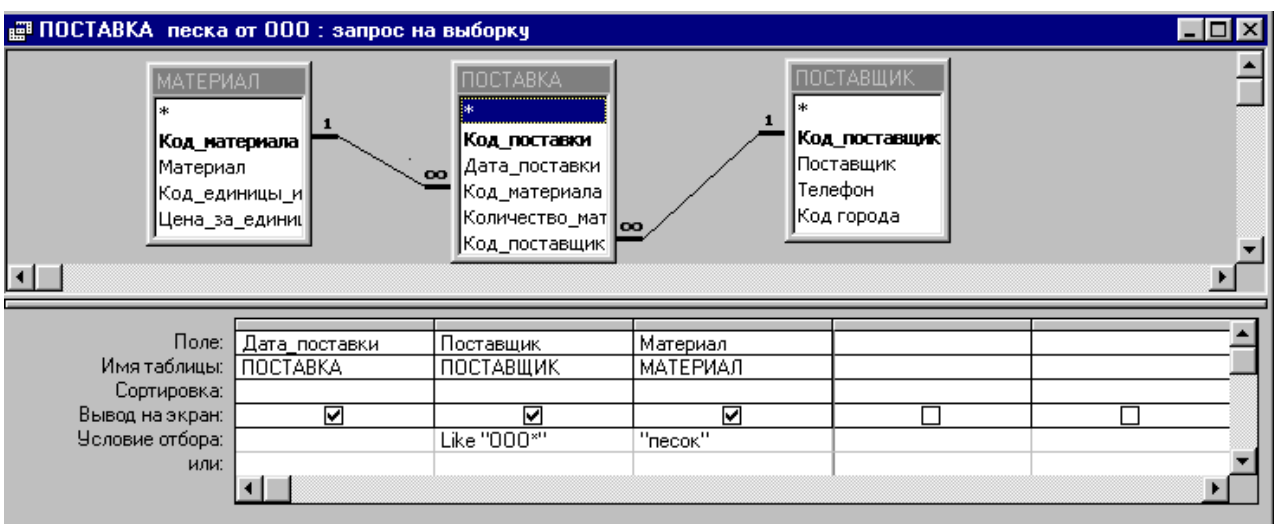 ПОСТАВКА песка от ООО : запрос на выборку
МАТЕРИАЛ
*
Код_материала
Материал
Код_единицы_и
Цена_за_едини
1
∞
ПОСТАВКА
*
Код_поставки
Дата_поставки
Код_материала
Количество_мат
Код_поставщик
∞
1
ПОСТАВЩИК
*
Код_поставщик
Поставщик
Телефон
Код города
Поле: Дата_поставки Поставщик Материал
Имя таблицы: ПОСТАВКА ПОСТАВЩИК МАТЕРИАЛ
Сортировка:
Вывод на экран:
Условие отбора: Like "ООО*" "песок"
или: